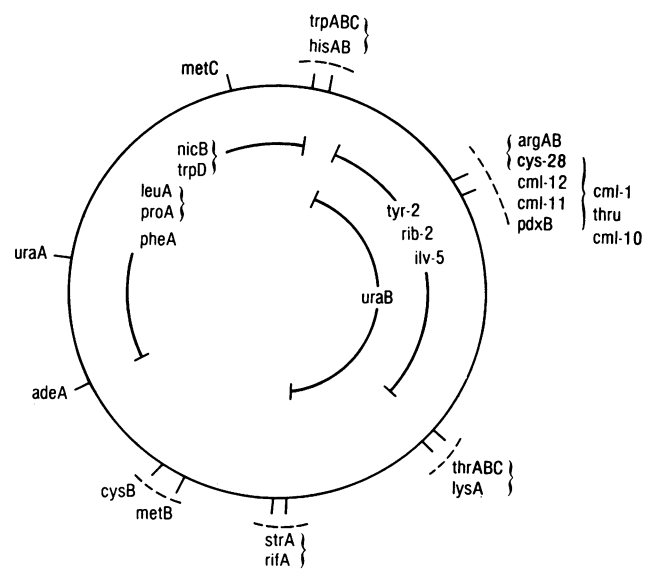 trpABC
hisAB
metC
argAB
cys-28
cml-12
cml-11
pdxB
cml-1
thru
cml-10
nicB
trpD
leuA
proA
pheA
tyr-2
rib-2
ilv-5
uraA
uraB
adeA
thrABC
lysA
cysB
metB
strA
rifA